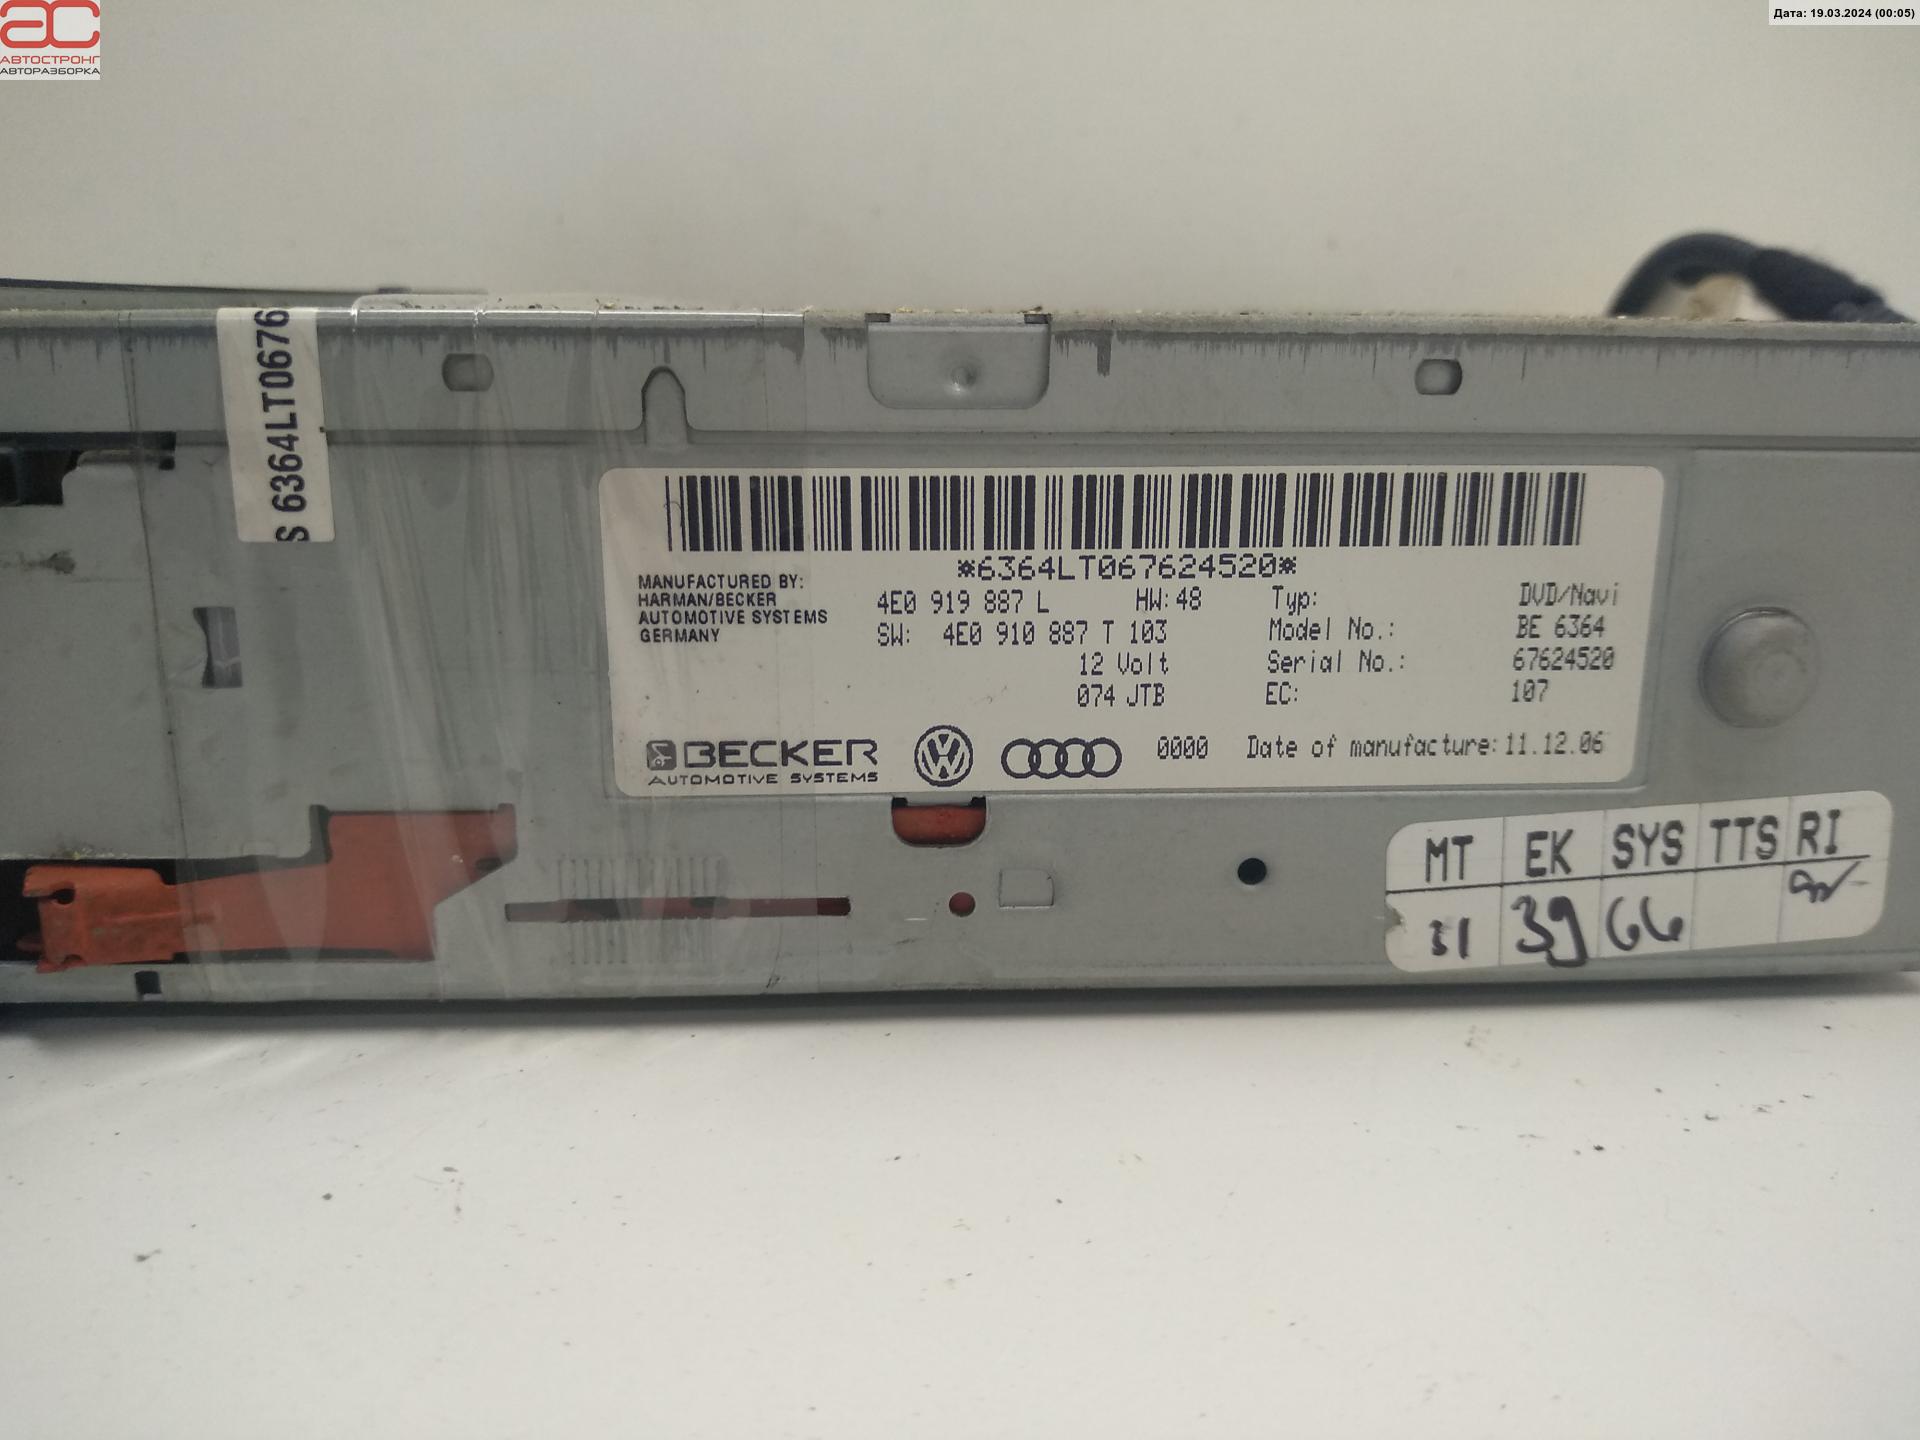 ac
АВТОСТРОНГ
АВТОРАЗБОРКА
Дата: 19.03.2024 (00:05)
S 6364LT0676
*6364LT067624520*
MANUFACTURED BY:
HARMAN/BECKER
AUTOMOTIVE SYSTEMS
GERMANY
4E0 919 887 L HW: 48
SW: 4E0 910 887 T 103
12 Volt
074 JTB
Typ: DVD/Navi
Model No.: BE 6364
Serial No.: 67624520
EC: 107
BECKER
AUTOMOTIVE SYSTEMS
0000 Date of manufacture: 11.12.06
MT EK SYS TTS RI
31 39 66